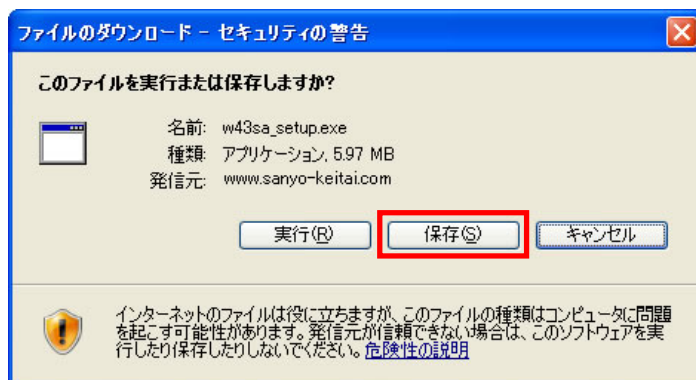 ファイルのダウンロード - セキュリティの警告
このファイルを実行または保存しますか?
名前: w43sa_setup.exe
種類: アプリケーション, 5.97 MB
発信元: www.sanyo-keitai.com
実行(R) 保存(S) キャンセル
インターネットのファイルは役に立ちますが、このファイルの種類はコンピュータに問題
を起こす可能性があります。発信元が信頼できない場合は、このソフトウェアを実
行したり保存したりしないでください。危険性の説明